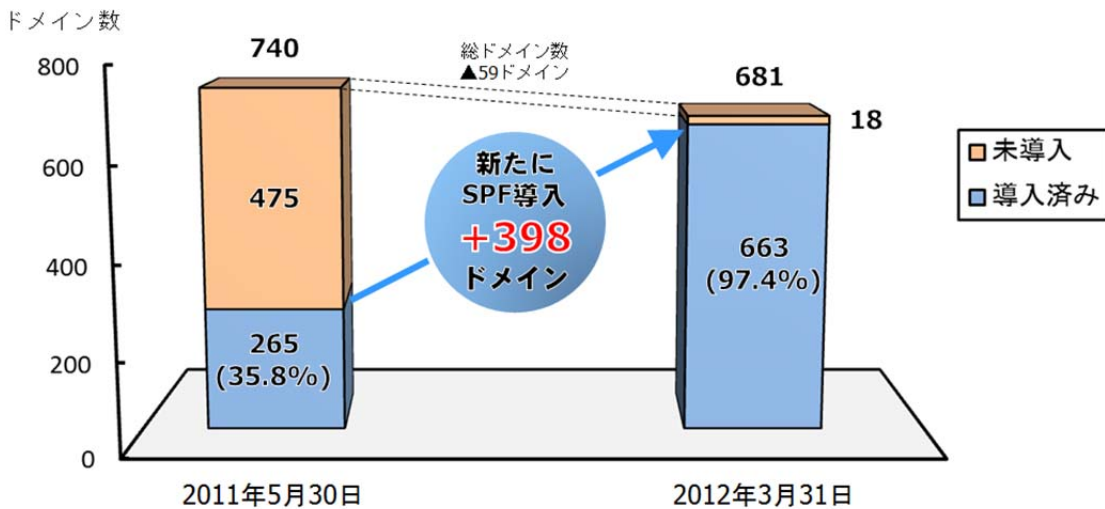 ドメイン数
740
総ドメイン数
▲59ドメイン
681
800
600
400
200
0
475
265
(35.8%)
新たに
SPF導入
+398
ドメイン
18
663
(97.4%)
未導入
導入済み
2011年5月30日
2012年3月31日